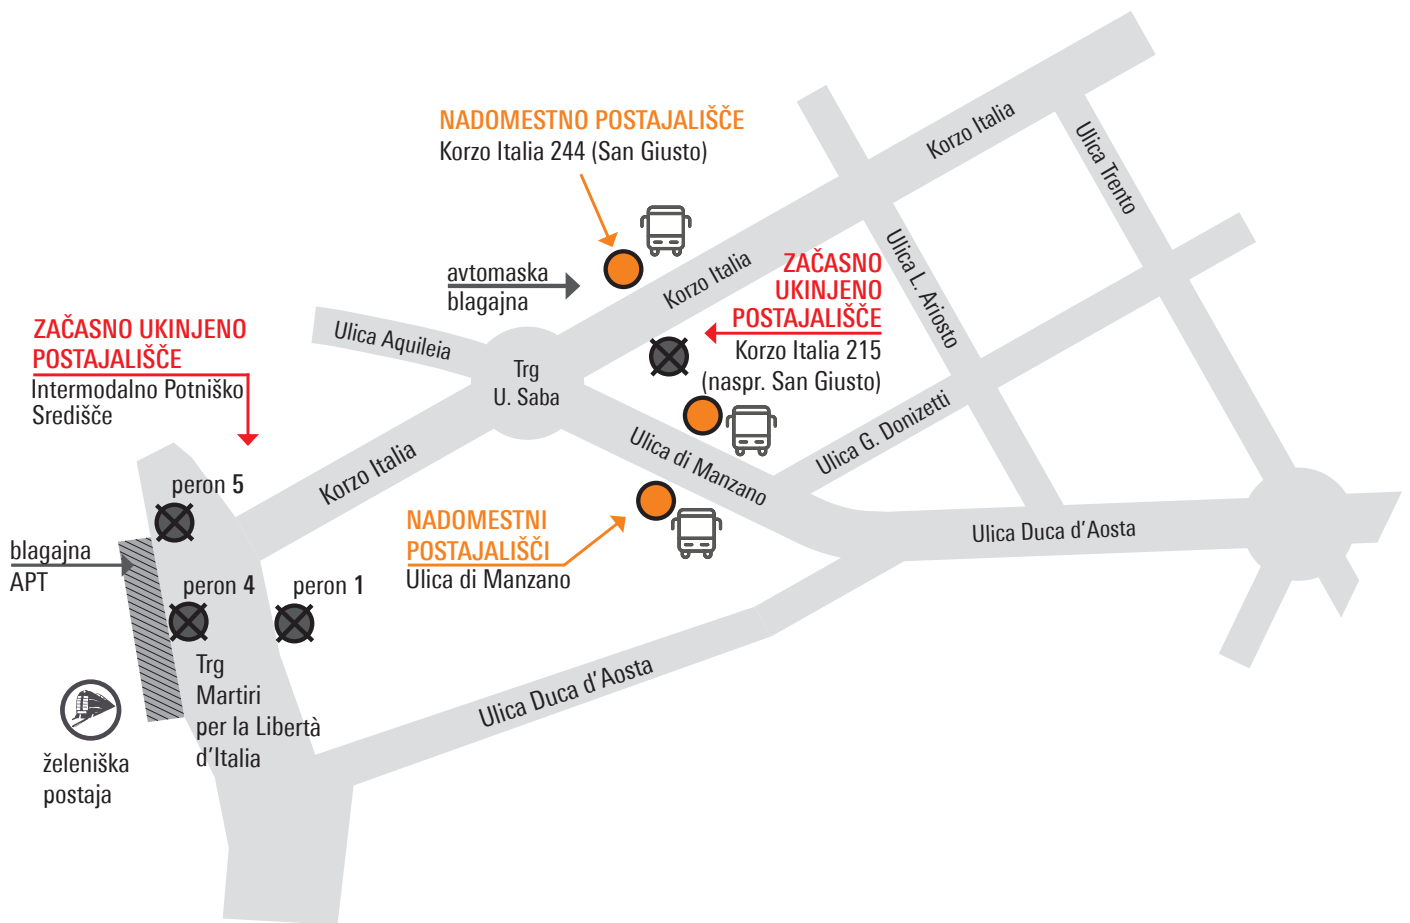 NADOMESTNO POSTAJALIŠČE
Korzo Italia 244 (San Giusto)
Korzo Italia
Ulica Trento
avtomaska
blagajna
Korzo Italia
ZAČASNO
UKINJENO
POSTAJALIŠČE
Korzo Italia 215
(naspr. San Giusto)
Ulica L. Ariosto
ZAČASNO UKINJENO
POSTAJALIŠČE
Intermodalno Potniško
Središče
Ulica Aquileia
Trg
U. Saba
Ulica G. Donizetti
Ulica di Manzano
Korzo Italia
peron 5
NADOMESTNI
POSTAJALIŠČI
Ulica di Manzano
Ulica Duca d'Aosta
blagajna
APT
peron 4
peron 1
Trg
Martiri
per la Libertà
d'Italia
Ulica Duca d'Aosta
želeniška
postaja